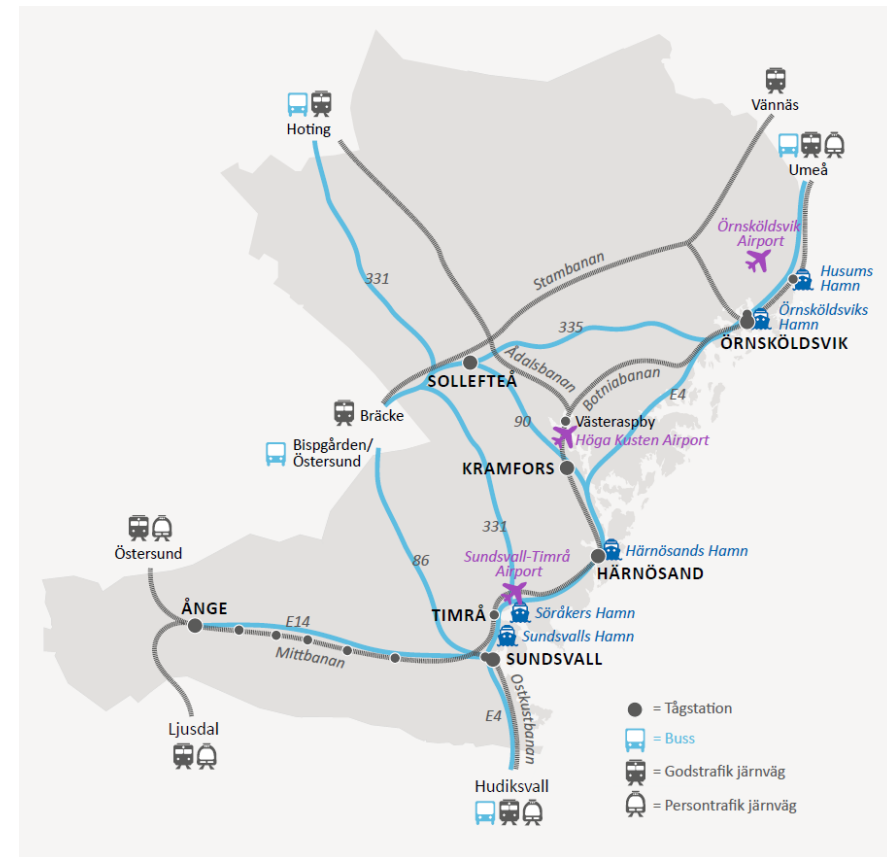 Vännäs
Hoting
Umeå
Örnsköldsvik
Airport
Husums
Hamn
Stambanan
331
Örnsköldsviks
Hamn
335
ÖRNSKÖLDSVIK
Ådalsbanan
SOLLEFTEÅ
Botniabanan
E4
Bräcke
90
Västeraspby
Höga Kusten Airport
Bispgården/
Östersund
KRAMFORS
331
Östersund
86
Sundsvall-Timrå
Airport
Härnösands Hamn
HÄRNÖSAND
ÅNGE
E14
TIMRÅ
Söråkers Hamn
Sundsvalls Hamn
Mittbanan
SUNDSVALL
Ostkustbanan
E4
Ljusdal
Hudiksvall
= Tågstation
= Buss
= Godstrafik järnväg
= Persontrafik järnväg